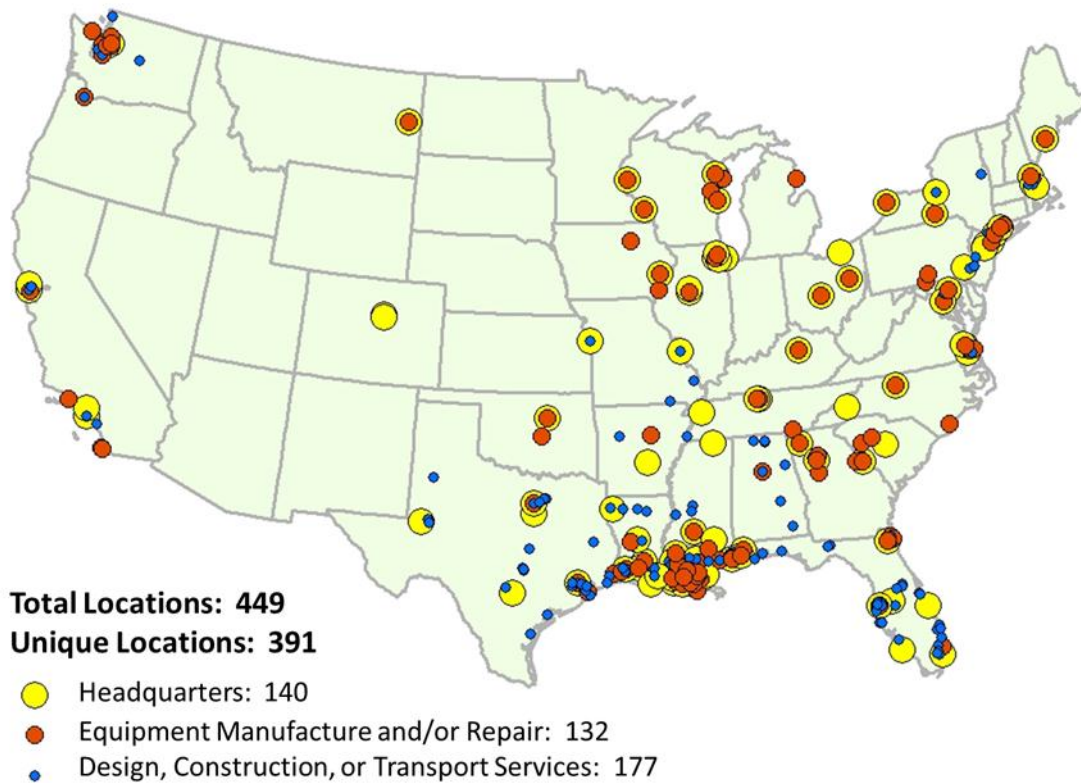 Total Locations: 449
Unique Locations: 391
Headquarters: 140
Equipment Manufacture and/or Repair: 132
Design, Construction, or Transport Services: 177